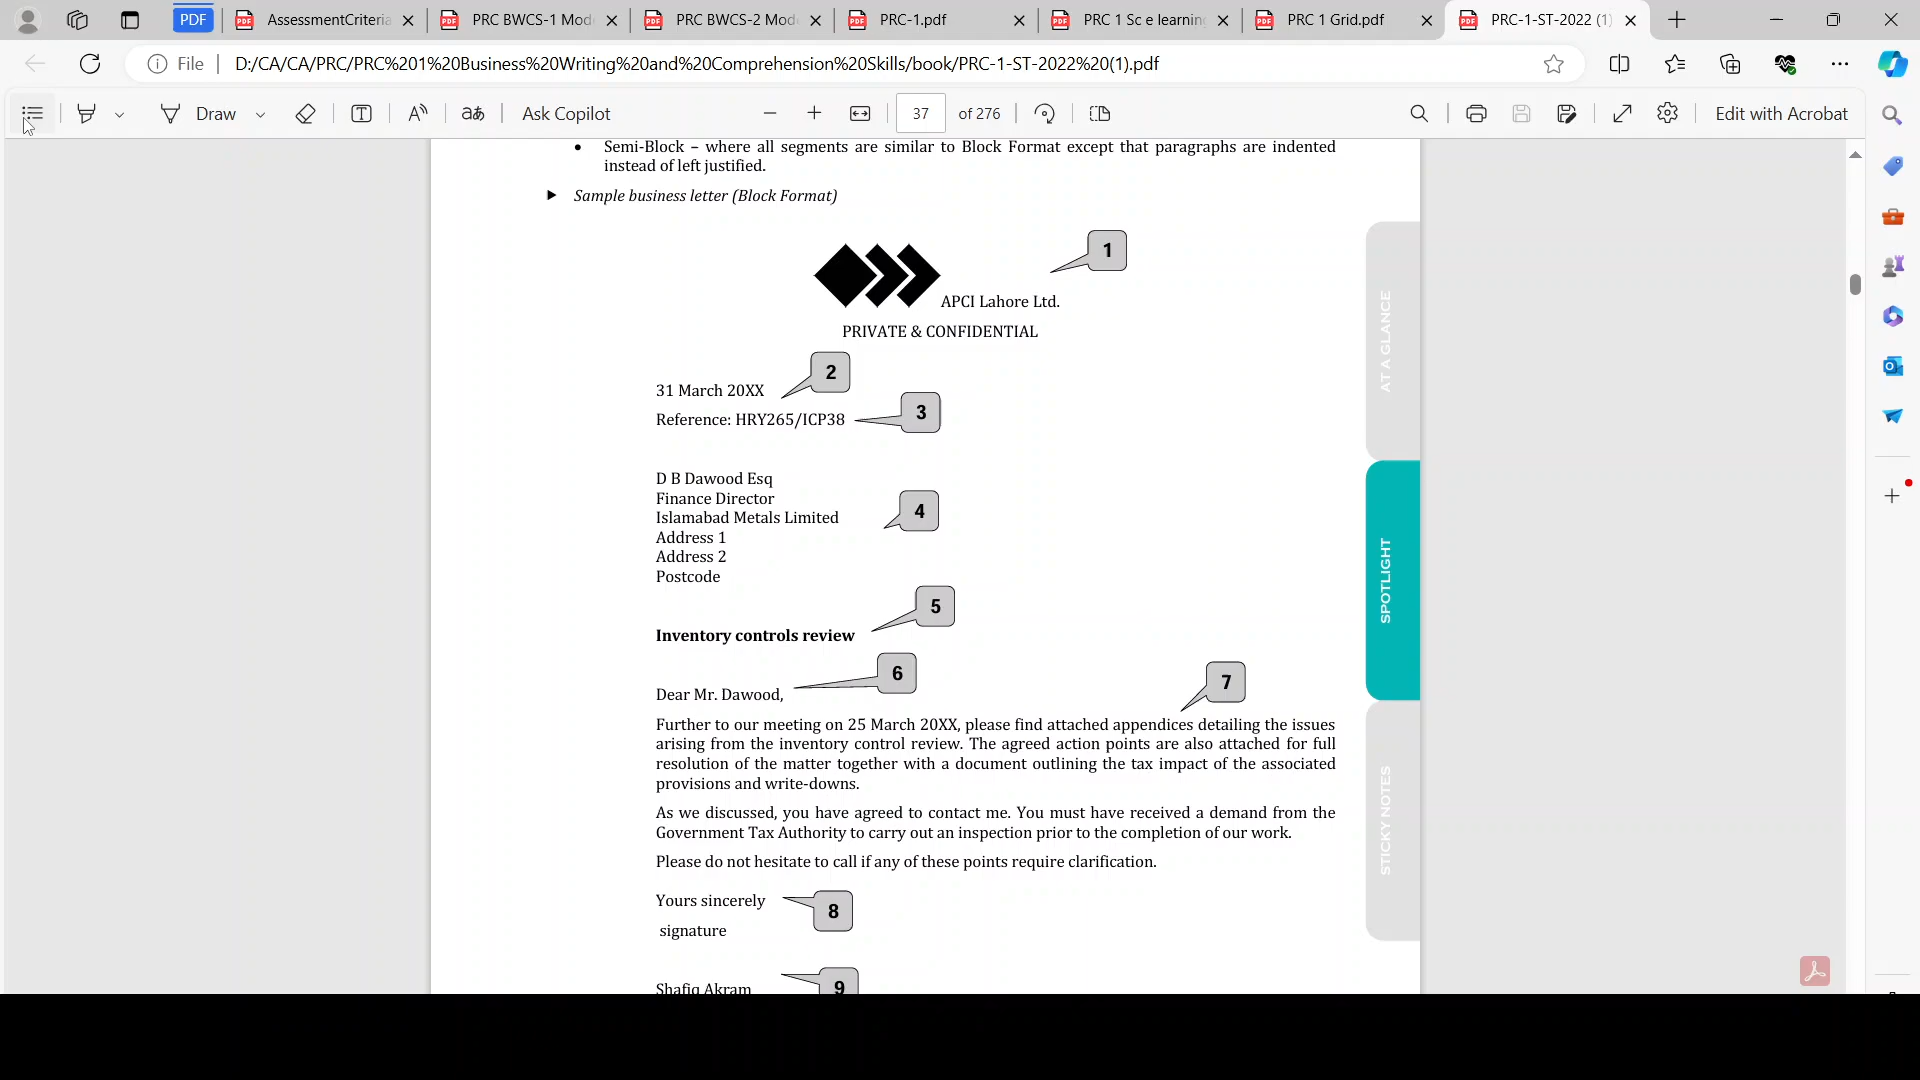 PDF
AssessmentCriteria
PRC BWCS-1 Mod
PRC BWCS-2 Mod
PRC-1.pdf
PRC 1 Sc e learning
PRC 1 Grid.pdf
PRC-1-ST-2022 (1)
File
D:/CA/CA/PRC/PRC%201%20Business%20Writing%20and%20Comprehension%20Skills/book/PRC-1-ST-2022%20(1).pdf
Draw
Ask Copilot
37 of 276
Edit with Acrobat
• Semi-Block – where all segments are similar to Block Format except that paragraphs are indented
instead of left justified.
► Sample business letter (Block Format)
1
APCI Lahore Ltd.
PRIVATE & CONFIDENTIAL
2
31 March 20XX
3
Reference: HRY265/ICP38
D B Dawood Esq
Finance Director
4
Islamabad Metals Limited
Address 1
Address 2
Postcode
5
Inventory controls review
6
Dear Mr. Dawood,
7
Further to our meeting on 25 March 20XX, please find attached appendices detailing the issues
arising from the inventory control review. The agreed action points are also attached for full
resolution of the matter together with a document outlining the tax impact of the associated
provisions and write-downs.
As we discussed, you have agreed to contact me. You must have received a demand from the
Government Tax Authority to carry out an inspection prior to the completion of our work.
Please do not hesitate to call if any of these points require clarification.
Yours sincerely
8
signature
9
Shafiq Akram
AT A GLANCE
SPOTLIGHT
STICKY NOTES